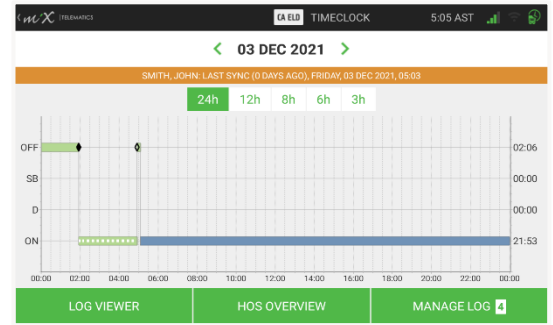 mix TELEMATICS CA ELD TIMECLOCK 5:05 AST
03 DEC 2021
SMITH, JOHN: LAST SYNC (0 DAYS AGO), FRIDAY, 03 DEC 2021, 05:03
24h 12h 8h 6h 3h
OFF 02:06
SB 00:00
D 00:00
ON 21:53
00:00 02:00 04:00 06:00 08:00 10:00 12:00 14:00 16:00 18:00 20:00 22:00 00:00
LOG VIEWER HOS OVERVIEW MANAGE LOG 4